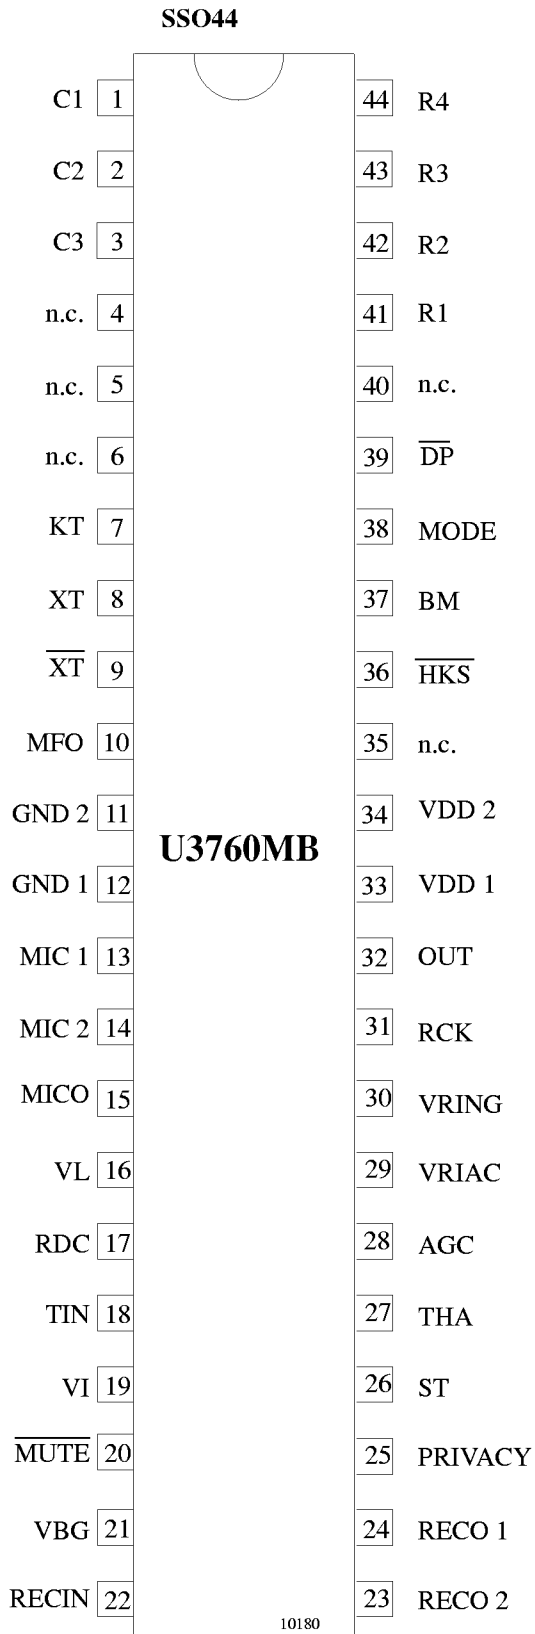 SSO44
C1 1 44 R4
C2 2 43 R3
C3 3 42 R2
n.c. 4 41 R1
n.c. 5 40 n.c.
n.c. 6 39 D̅P̅
KT 7 38 MODE
XT 8 37 BM
X̅T̅ 9 36 H̅K̅S̅
MFO 10 35 n.c.
GND 2 11 34 VDD 2
U3760MB
GND 1 12 33 VDD 1
MIC 1 13 32 OUT
MIC 2 14 31 RCK
MICO 15 30 VRING
VL 16 29 VRIAC
RDC 17 28 AGC
TIN 18 27 THA
VI 19 26 ST
M̅U̅T̅E̅ 20 25 PRIVACY
VBG 21 24 RECO 1
RECIN 22 23 RECO 2
10180